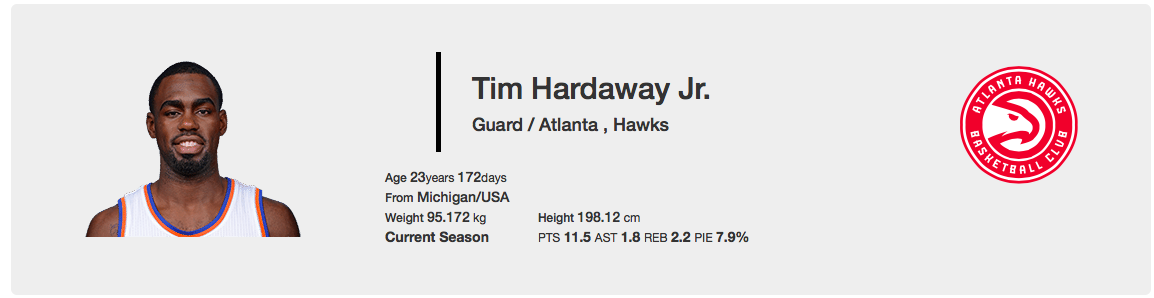 Tim Hardaway Jr.
Guard / Atlanta , Hawks
ATLANTA HAWKS
BASKETBALL CLUB
Age 23years 172days
From Michigan/USA
Weight 95.172 kg Height 198.12 cm
Current Season PTS 11.5 AST 1.8 REB 2.2 PIE 7.9%